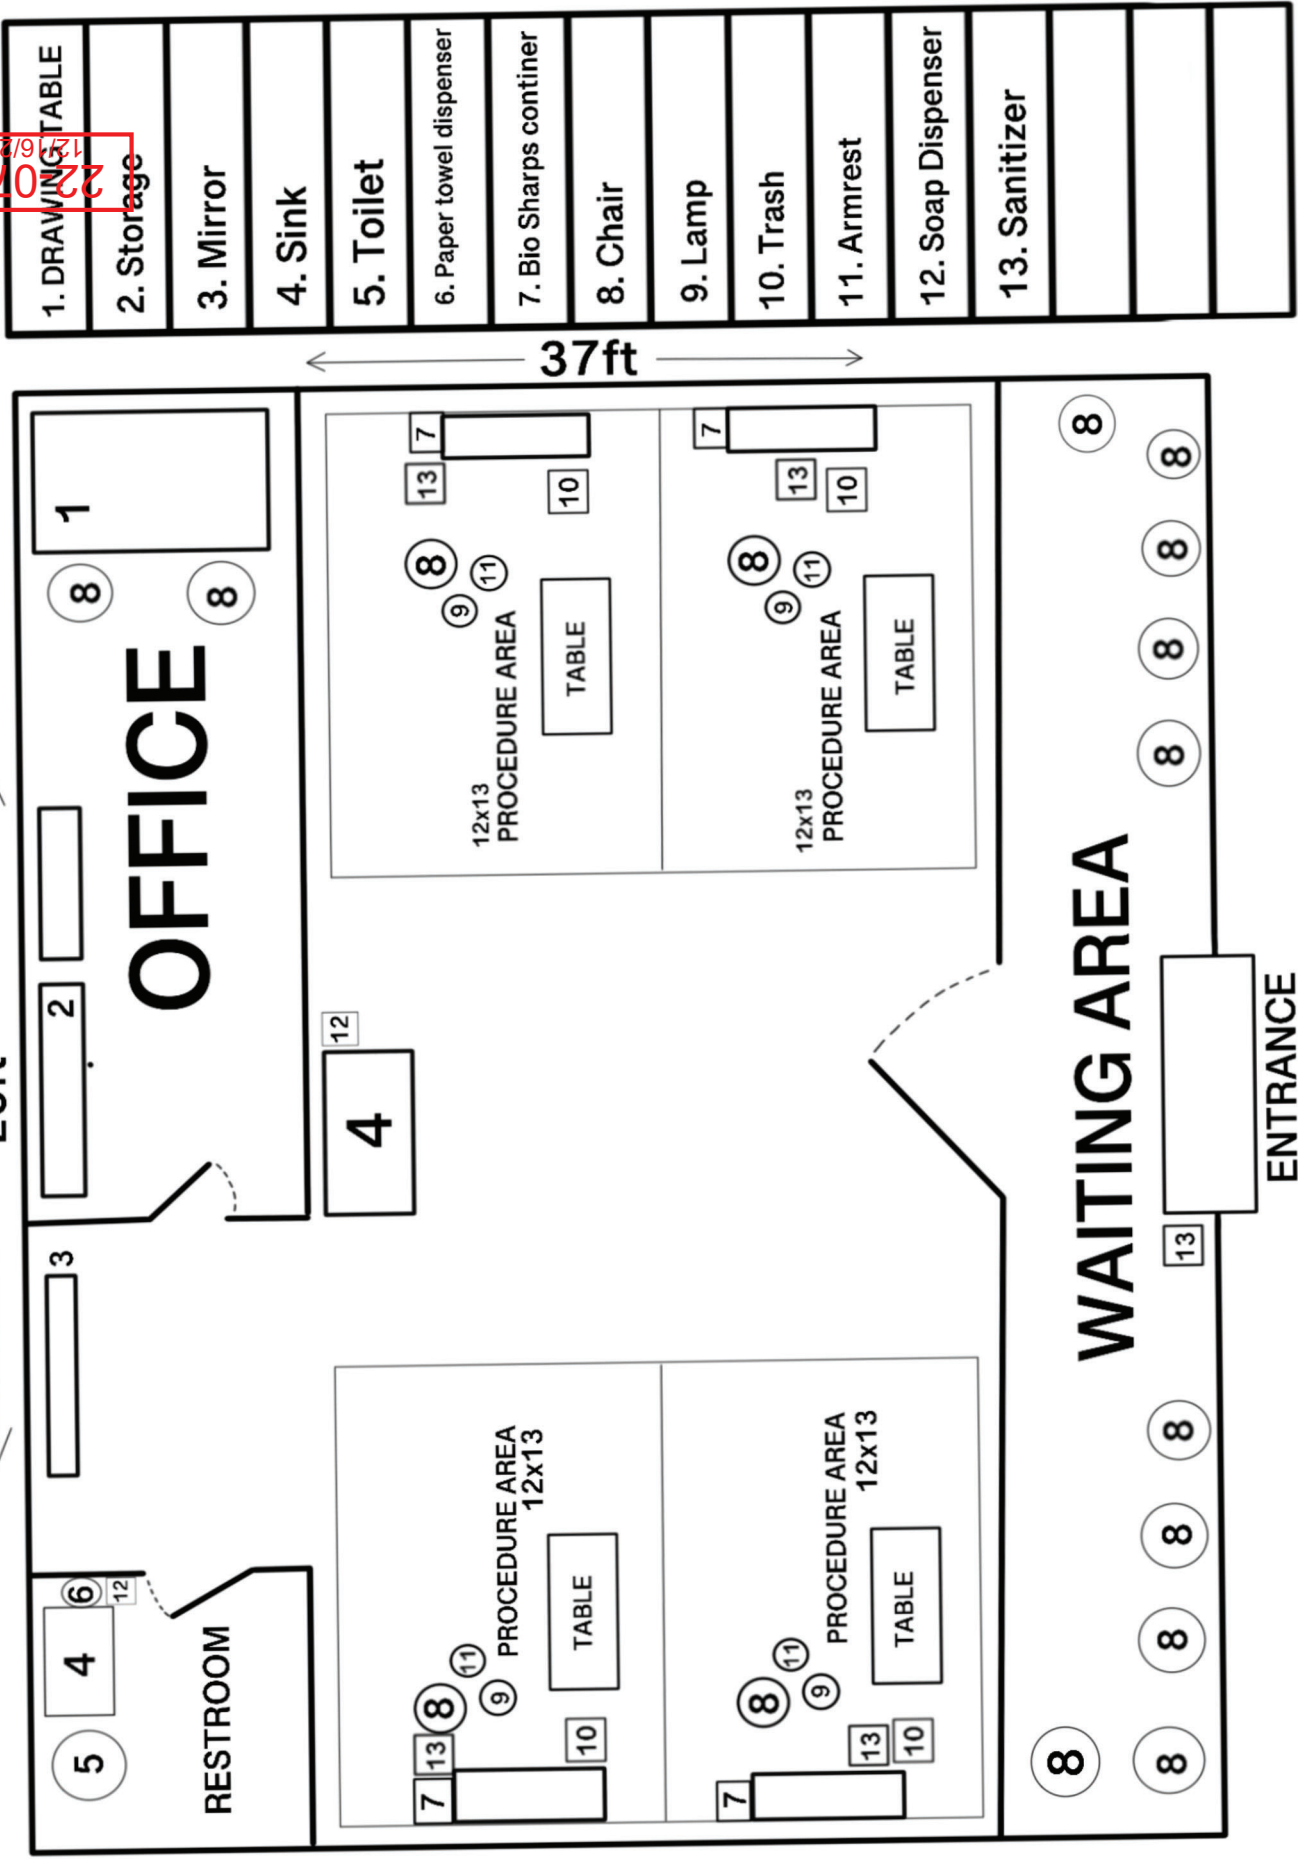 1. DRAWING TABLE
2. Storage
3. Mirror
4. Sink
5. Toilet
6. Paper towel dispenser
7. Bio Sharps continer
8. Chair
9. Lamp
10. Trash
11. Armrest
12. Soap Dispenser
13. Sanitizer
37ft
1
8
8
OFFICE
2
3
6
12
4
5
RESTROOM
12
4
7
13
10
8
11
9
12x13
PROCEDURE AREA
TABLE
7
13
10
8
11
9
12x13
PROCEDURE AREA
TABLE
PROCEDURE AREA
12x13
TABLE
11
8
9
13
10
7
PROCEDURE AREA
12x13
TABLE
11
8
9
13
10
7
8
8
8
8
8
WAITING AREA
ENTRANCE
13
8
8
8
8
8